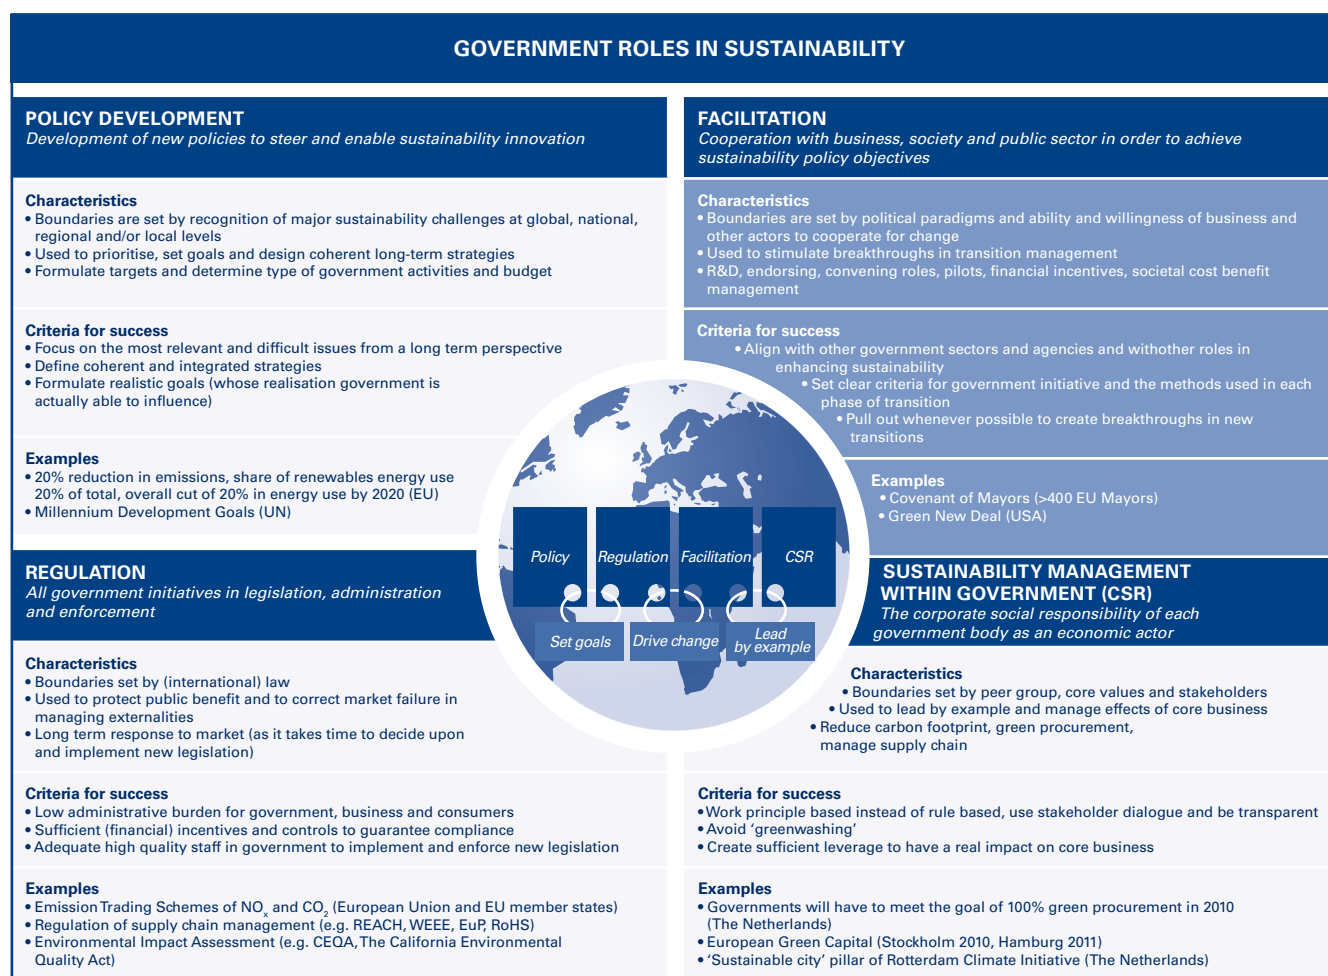 GOVERNMENT ROLES IN SUSTAINABILITY
POLICY DEVELOPMENT
Development of new policies to steer and enable sustainability innovation
Characteristics
• Boundaries are set by recognition of major sustainability challenges at global, national,
regional and/or local levels
• Used to prioritise, set goals and design coherent long-term strategies
• Formulate targets and determine type of government activities and budget
Criteria for success
• Focus on the most relevant and difficult issues from a long term perspective
• Define coherent and integrated strategies
• Formulate realistic goals (whose realisation government is
actually able to influence)
Examples
• 20% reduction in emissions, share of renewables energy use
20% of total, overall cut of 20% in energy use by 2020 (EU)
• Millennium Development Goals (UN)
FACILITATION
Cooperation with business, society and public sector in order to achieve
sustainability policy objectives
Characteristics
• Boundaries are set by political paradigms and ability and willingness of business and
other actors to cooperate for change
• Used to stimulate breakthroughs in transition management
• R&D, endorsing, convening roles, pilots, financial incentives, societal cost benefit
management
Criteria for success
• Align with other government sectors and agencies and withother roles in
enhancing sustainability
• Set clear criteria for government initiative and the methods used in each
phase of transition
• Pull out whenever possible to create breakthroughs in new
transitions
Examples
• Covenant of Mayors (>400 EU Mayors)
• Green New Deal (USA)
Policy
Regulation
Facilitation
CSR
Set goals
Drive change
Lead
by example
REGULATION
All government initiatives in legislation, administration
and enforcement
Characteristics
• Boundaries set by (international) law
• Used to protect public benefit and to correct market failure in
managing externalities
• Long term response to market (as it takes time to decide upon
and implement new legislation)
Criteria for success
• Low administrative burden for government, business and consumers
• Sufficient (financial) incentives and controls to guarantee compliance
• Adequate high quality staff in government to implement and enforce new legislation
Examples
• Emission Trading Schemes of NOx and CO2 (European Union and EU member states)
• Regulation of supply chain management (e.g. REACH, WEEE, EuP, RoHS)
• Environmental Impact Assessment (e.g. CEQA, The California Environmental
Quality Act)
SUSTAINABILITY MANAGEMENT
WITHIN GOVERNMENT (CSR)
The corporate social responsibility of each
government body as an economic actor
Characteristics
• Boundaries set by peer group, core values and stakeholders
• Used to lead by example and manage effects of core business
• Reduce carbon footprint, green procurement,
manage supply chain
Criteria for success
• Work principle based instead of rule based, use stakeholder dialogue and be transparent
• Avoid ‘greenwashing’
• Create sufficient leverage to have a real impact on core business
Examples
• Governments will have to meet the goal of 100% green procurement in 2010
(The Netherlands)
• European Green Capital (Stockholm 2010, Hamburg 2011)
• ‘Sustainable city’ pillar of Rotterdam Climate Initiative (The Netherlands)